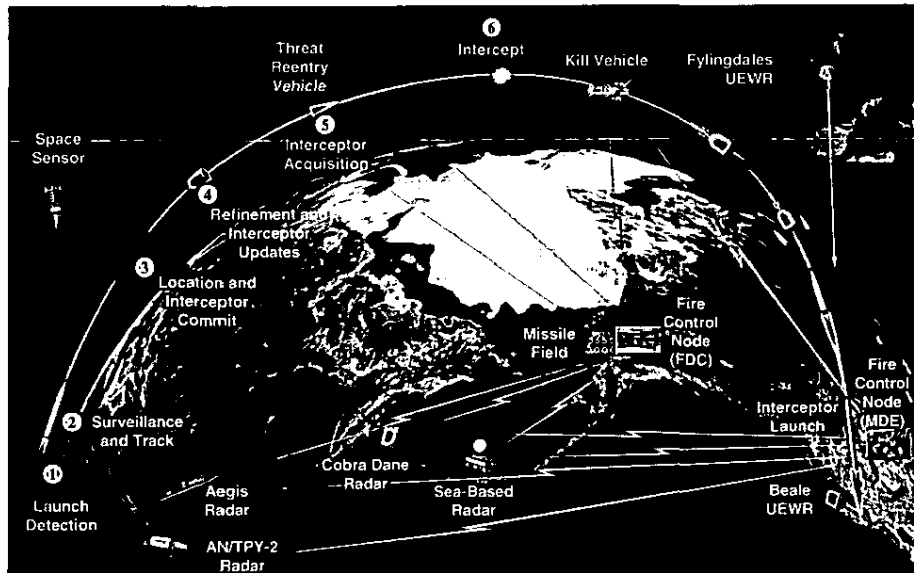 6
Intercept
Threat
Reentry
Vehicle
Kill Vehicle
Fylingdales
UEWR
Space
Sensor
5
Interceptor
Acquisition
4
Refinement and
Interceptor
Updates
3
Location and
Interceptor
Commit
Missile
Field
Fire
Control
Node
(FDC)
Fire
Control
Node
(MDE)
2
Surveillance
and Track
Interceptor
Launch
1
Launch
Detection
Aegis
Radar
Cobra Dane
Radar
Sea-Based
Radar
Beale
UEWR
AN/TPY-2
Radar